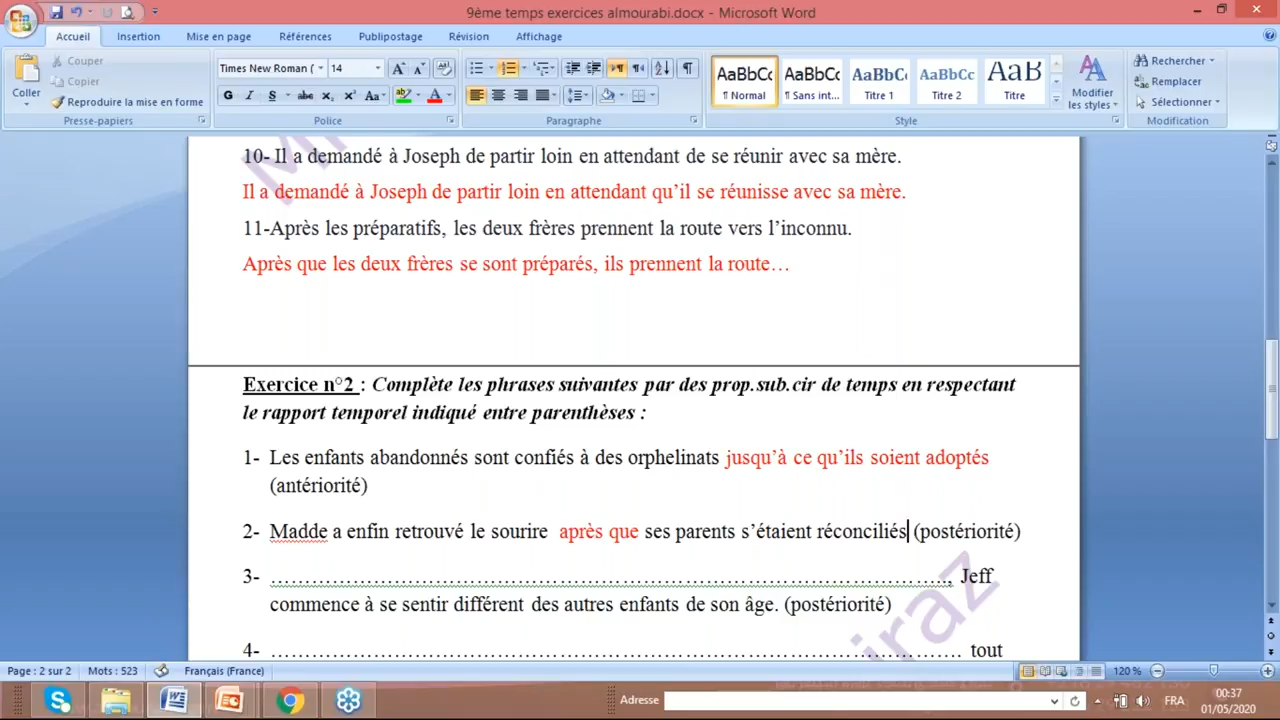 9ème temps exercices almourabi.docx - Microsoft Word
Accueil Insertion Mise en page Références Publipostage Révision Affichage
Coller
Couper
Copier
Reproduire la mise en forme
Presse-papiers
Times New Roman ( 14
G I S abc X₂ X² Aa
Police
Paragraphe
AaBbCc AaBbCc AaBbC AaBbCc AaB
¶ Normal ¶ Sans int... Titre 1 Titre 2 Titre
Style
Modifier
les styles
Rechercher
Remplacer
Sélectionner
Modification
10- Il a demandé à Joseph de partir loin en attendant de se réunir avec sa mère.
Il a demandé à Joseph de partir loin en attendant qu’il se réunisse avec sa mère.
11-Après les préparatifs, les deux frères prennent la route vers l’inconnu.
Après que les deux frères se sont préparés, ils prennent la route…
Exercice n°2 : Complète les phrases suivantes par des prop.sub.cir de temps en respectant
le rapport temporel indiqué entre parenthèses :
1- Les enfants abandonnés sont confiés à des orphelinats jusqu’à ce qu’ils soient adoptés
(antériorité)
2- Madde a enfin retrouvé le sourire après que ses parents s’étaient réconciliés (postériorité)
3- ………………………………………………………………………………….. Jeff
commence à se sentir différent des autres enfants de son âge. (postériorité)
4- …………………………………………………………………………………. tout
iraz
Page : 2 sur 2 Mots : 523 Français (France) 120 %
Adresse FRA 00:37
01/05/2020